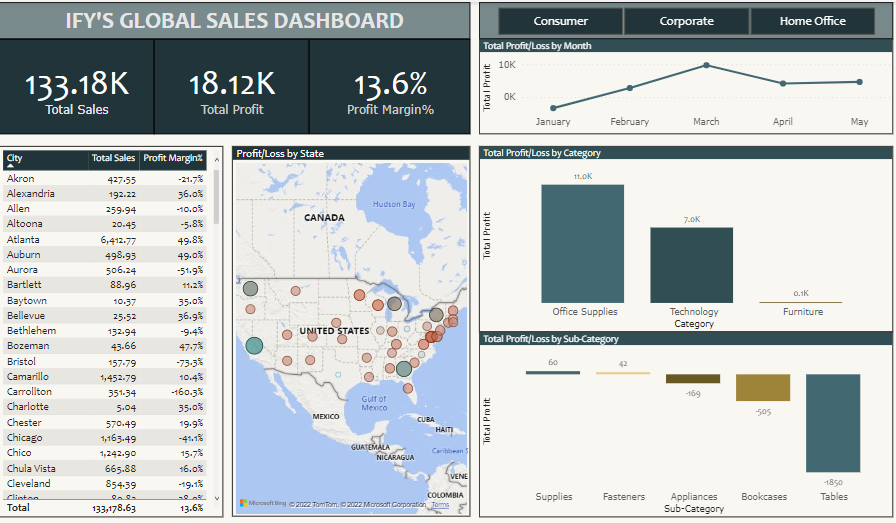 IFY'S GLOBAL SALES DASHBOARD
133.18K
Total Sales
18.12K
Total Profit
13.6%
Profit Margin%
Consumer
Corporate
Home Office
Total Profit/Loss by Month
Total Profit
10K
0K
January
February
March
April
May
City Total Sales Profit Margin%
Akron 427.55 -21.7%
Alexandria 192.22 36.0%
Allen 259.94 -10.0%
Altoona 20.45 -5.8%
Atlanta 6,412.77 49.8%
Auburn 498.93 49.0%
Aurora 506.24 -51.9%
Bartlett 88.96 11.2%
Baytown 10.37 35.0%
Bellevue 25.52 36.9%
Bethlehem 132.94 -9.4%
Bozeman 43.66 47.7%
Bristol 157.79 -73.3%
Camarillo 1,452.79 10.4%
Carrollton 351.34 -160.3%
Charlotte 5.04 35.0%
Chester 570.49 19.9%
Chicago 1,163.49 -41.1%
Chico 1,242.90 15.7%
Chula Vista 665.88 16.0%
Cleveland 854.39 -19.1%
Clinton
Total 133,178.63 13.6%
Profit/Loss by State
CANADA
Hudson Bay
UNITED STATES
MEXICO
Gulf of
Mexico
CUBA
HAITI
GUATEMALA
NICARAGUA
Caribbean S
VENE
COLOMBIA
Microsoft Bing
© 2022 TomTom, © 2022 Microsoft Corporation Terms
Total Profit/Loss by Category
Total Profit
11.0K
7.0K
0.1K
Office Supplies
Technology
Furniture
Category
Total Profit/Loss by Sub-Category
Total Profit
60
42
-169
-505
-1850
Supplies
Fasteners
Appliances
Bookcases
Tables
Sub-Category